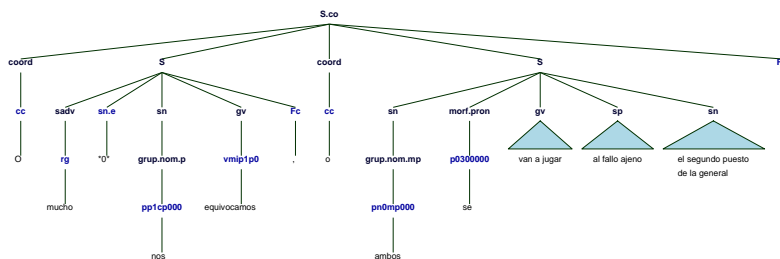 S.co
coord S coord S F
cc sadv sn.e sn gv Fc cc sn morf.pron gv sp sn
O rg *0* grup.nom.p vmip1p0 , o grup.nom.mp p0300000 van a jugar al fallo ajeno el segundo puesto
de la general
mucho pp1cp000 equivocamos pn0mp000 se
nos ambos